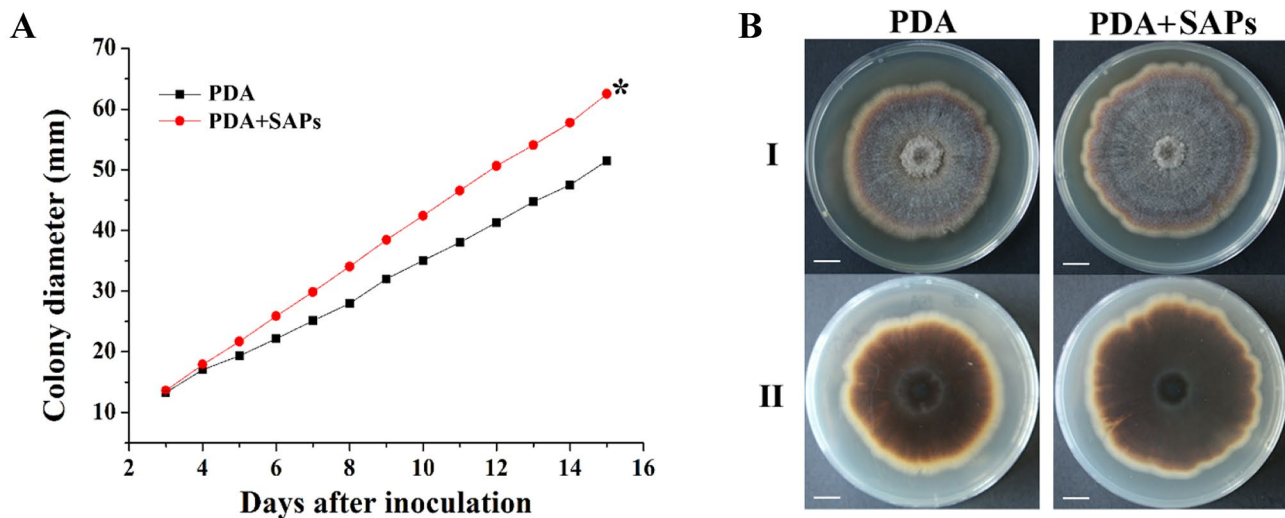 A
70
60
50
40
30
20
10
Colony diameter (mm)
PDA
PDA+SAPs
*
2 4 6 8 10 12 14 16
Days after inoculation
B
PDA PDA+SAPs
I
II